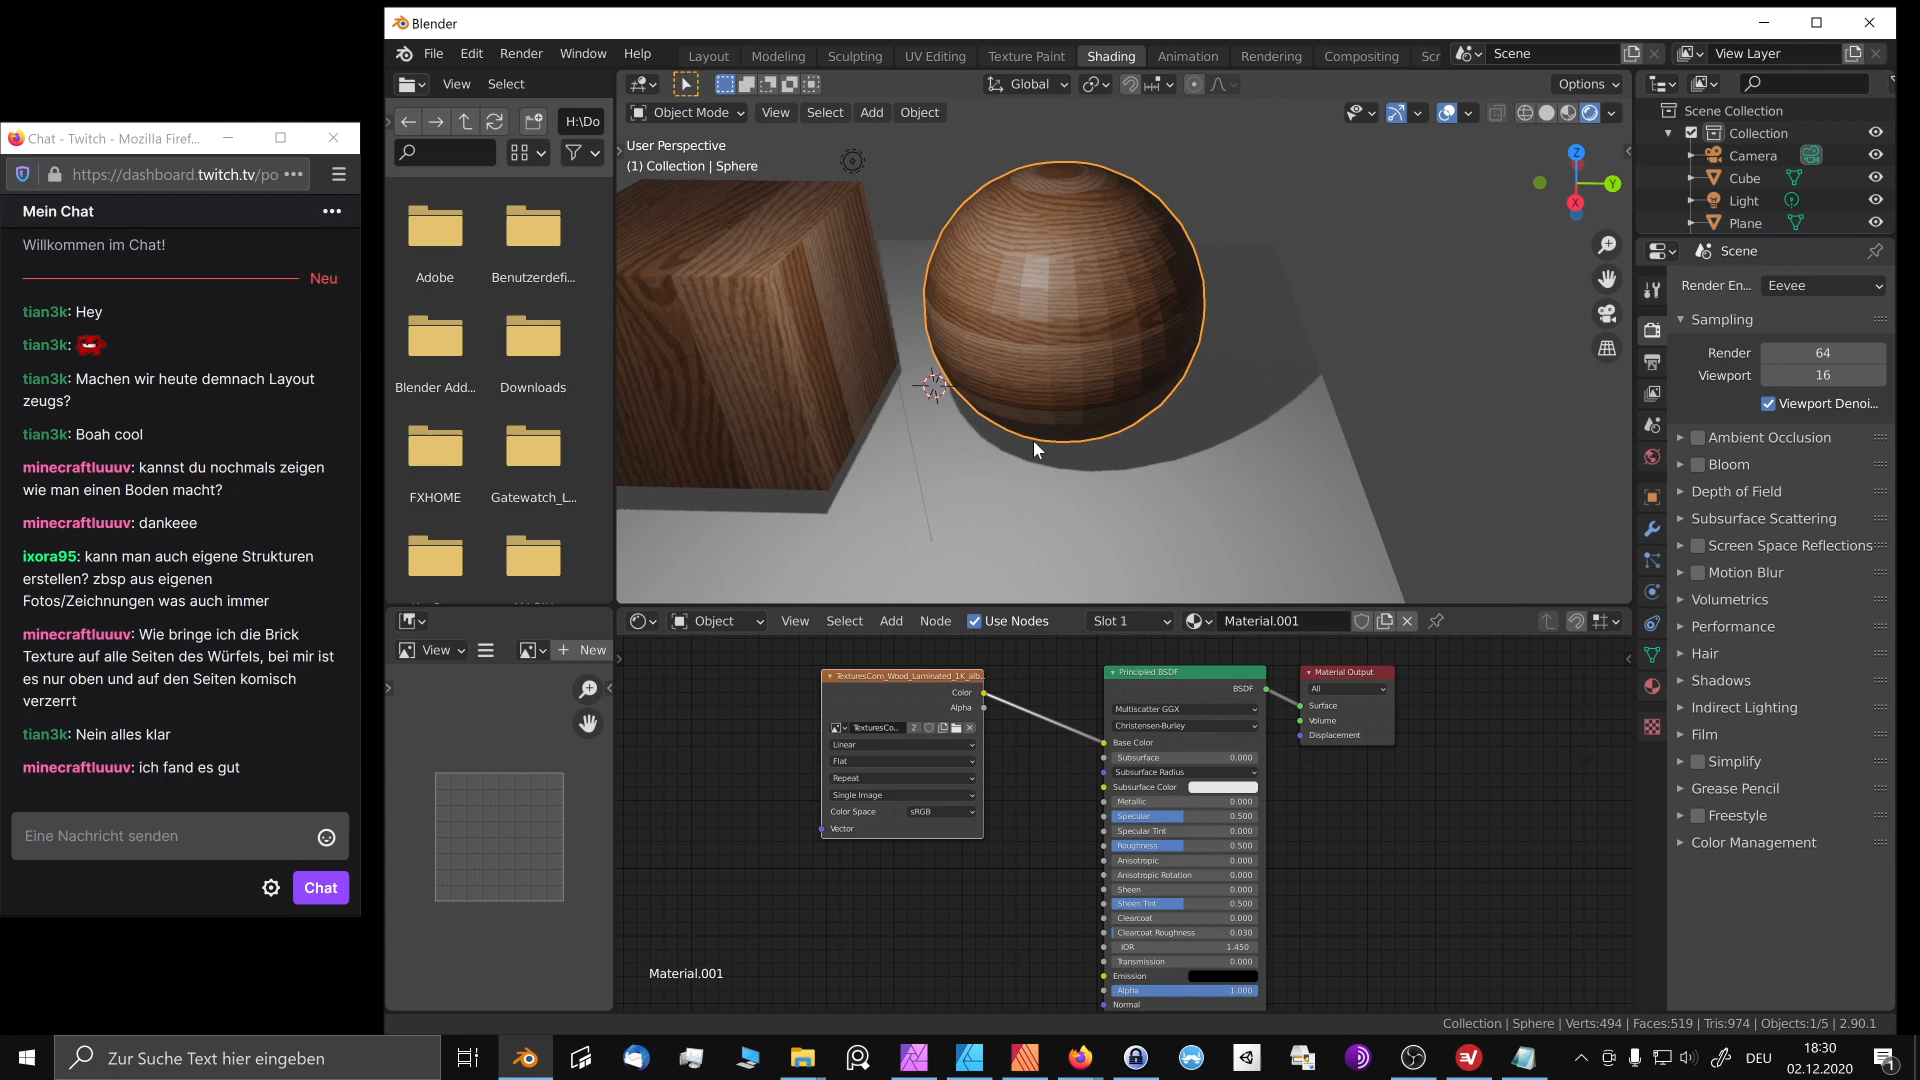 Chat - Twitch - Mozilla Firef...
https://dashboard.twitch.tv/po
Mein Chat
Willkommen im Chat!
Neu
tian3k: Hey
tian3k:
tian3k: Machen wir heute demnach Layout
zeugs?
tian3k: Boah cool
minecraftluuuv: kannst du nochmals zeigen
wie man einen Boden macht?
minecraftluuuv: dankeee
ixora95: kann man auch eigene Strukturen
erstellen? zbsp aus eigenen
Fotos/Zeichnungen was auch immer
minecraftluuuv: Wie bringe ich die Brick
Texture auf alle Seiten des Würfels, bei mir ist
es nur oben und auf den Seiten komisch
verzerrt
tian3k: Nein alles klar
minecraftluuuv: ich fand es gut
Eine Nachricht senden
Chat
Blender
File Edit Render Window Help
Layout Modeling Sculpting UV Editing Texture Paint Shading Animation Rendering Compositing Scr
Scene
View Layer
View Select
H:\Do
Adobe
Benutzerdefi...
Blender Add...
Downloads
FXHOME
Gatewatch_L...
Global
Options
Object Mode View Select Add Object
User Perspective
(1) Collection | Sphere
Z
Y
X
Scene Collection
Collection
Camera
Cube
Light
Plane
Scene
Render En... Eevee
Sampling
Render 64
Viewport 16
Viewport Denoi...
Ambient Occlusion
Bloom
Depth of Field
Subsurface Scattering
Screen Space Reflections
Motion Blur
Volumetrics
Performance
Hair
Shadows
Indirect Lighting
Film
Simplify
Grease Pencil
Freestyle
Color Management
View
New
Object View Select Add Node Use Nodes Slot 1 Material.001
TexturesCom_Wood_Laminated_1K_alb...
Color
Alpha
TexturesCo... 2
Linear
Flat
Repeat
Single Image
Color Space sRGB
Vector
Principled BSDF
BSDF
Multiscatter GGX
Christensen-Burley
Base Color
Subsurface 0.000
Subsurface Radius
Subsurface Color
Metallic 0.000
Specular 0.500
Specular Tint 0.000
Roughness 0.500
Anisotropic 0.000
Anisotropic Rotation 0.000
Sheen 0.000
Sheen Tint 0.500
Clearcoat 0.000
Clearcoat Roughness 0.030
IOR 1.450
Transmission 0.000
Emission
Alpha 1.000
Normal
Material Output
All
Surface
Volume
Displacement
Material.001
Collection | Sphere | Verts:494 | Faces:519 | Tris:974 | Objects:1/5 | 2.90.1
Zur Suche Text hier eingeben
DEU
18:30
02.12.2020
1